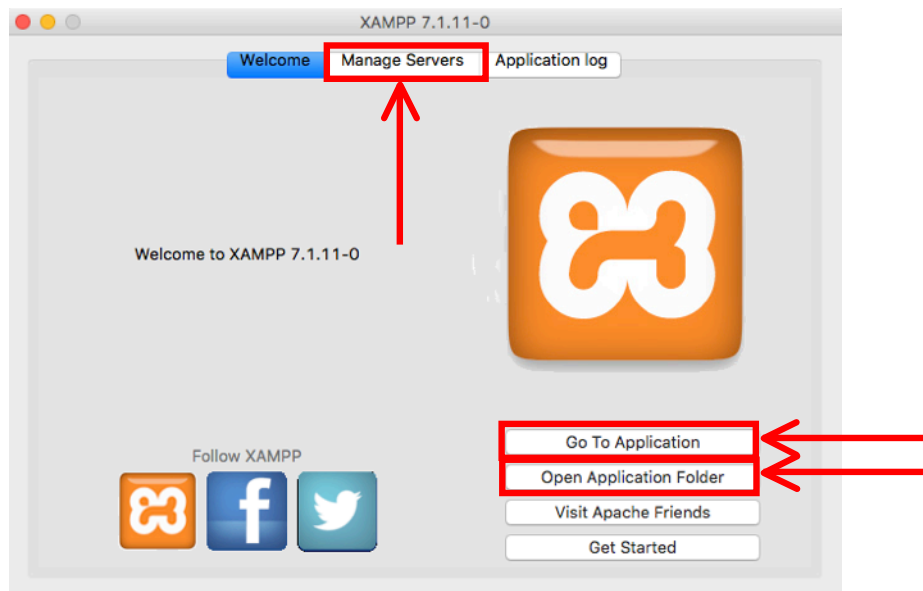 XAMPP 7.1.11-0
Welcome Manage Servers Application log
Welcome to XAMPP 7.1.11-0
Go To Application
Follow XAMPP
Open Application Folder
Visit Apache Friends
Get Started